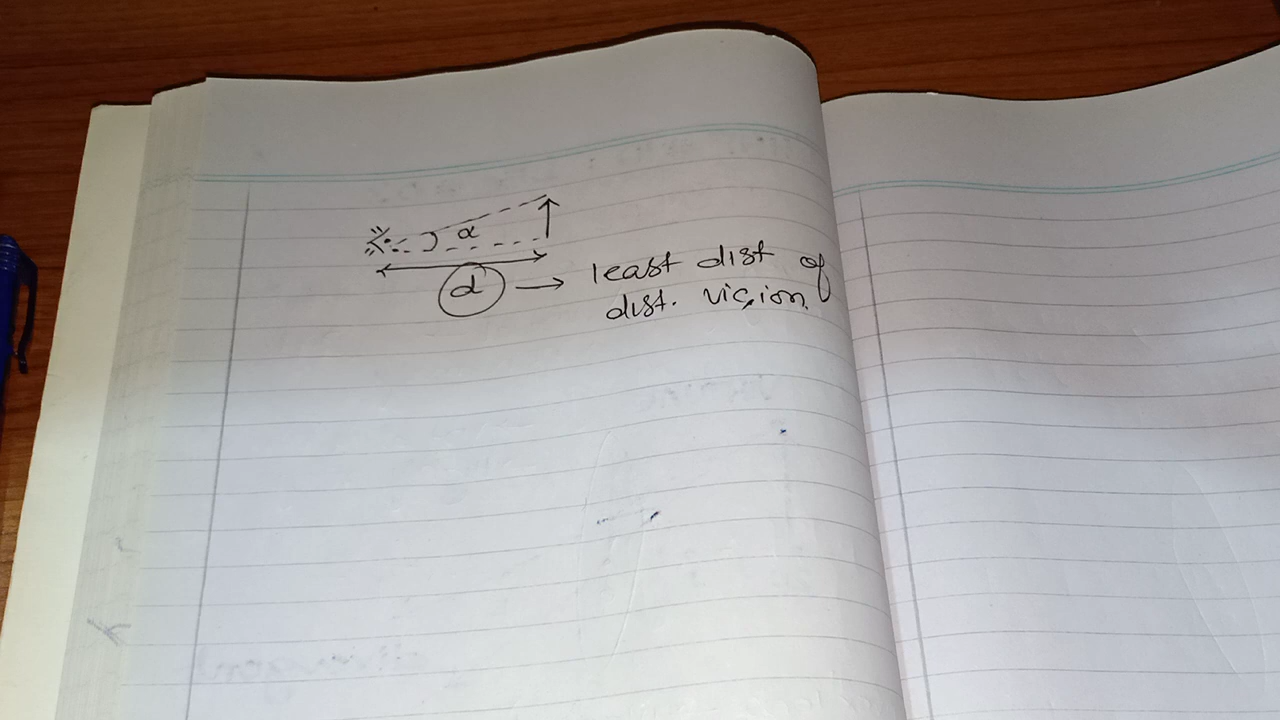 α
d → least dist of
dist. vision.